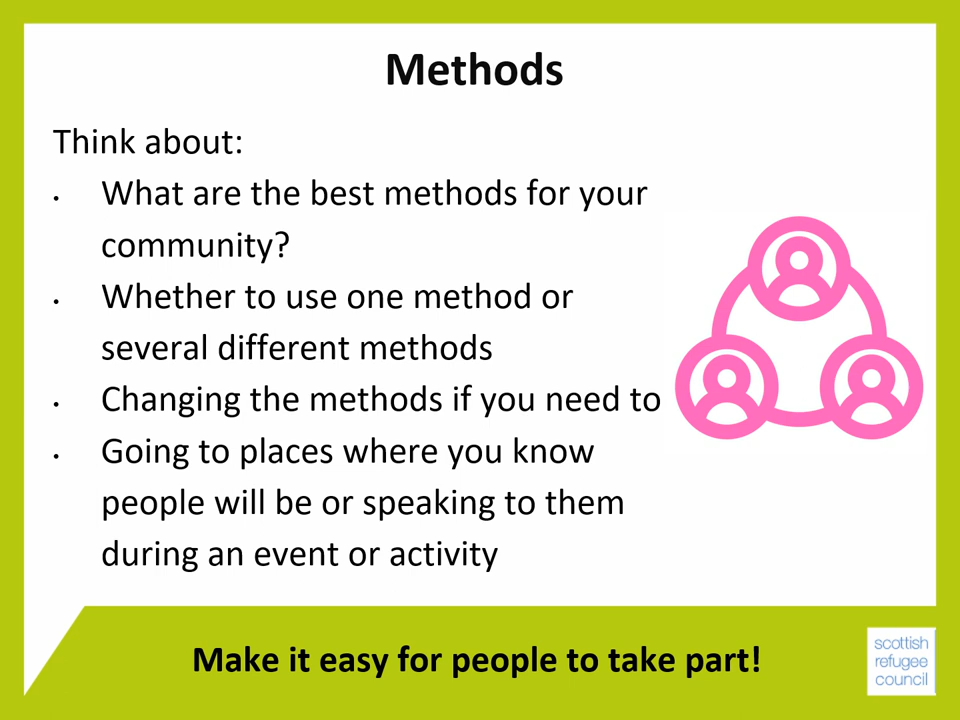 Methods
Think about:
• What are the best methods for your
community?
• Whether to use one method or
several different methods
• Changing the methods if you need to
• Going to places where you know
people will be or speaking to them
during an event or activity
Make it easy for people to take part!
scottish
refugee
council